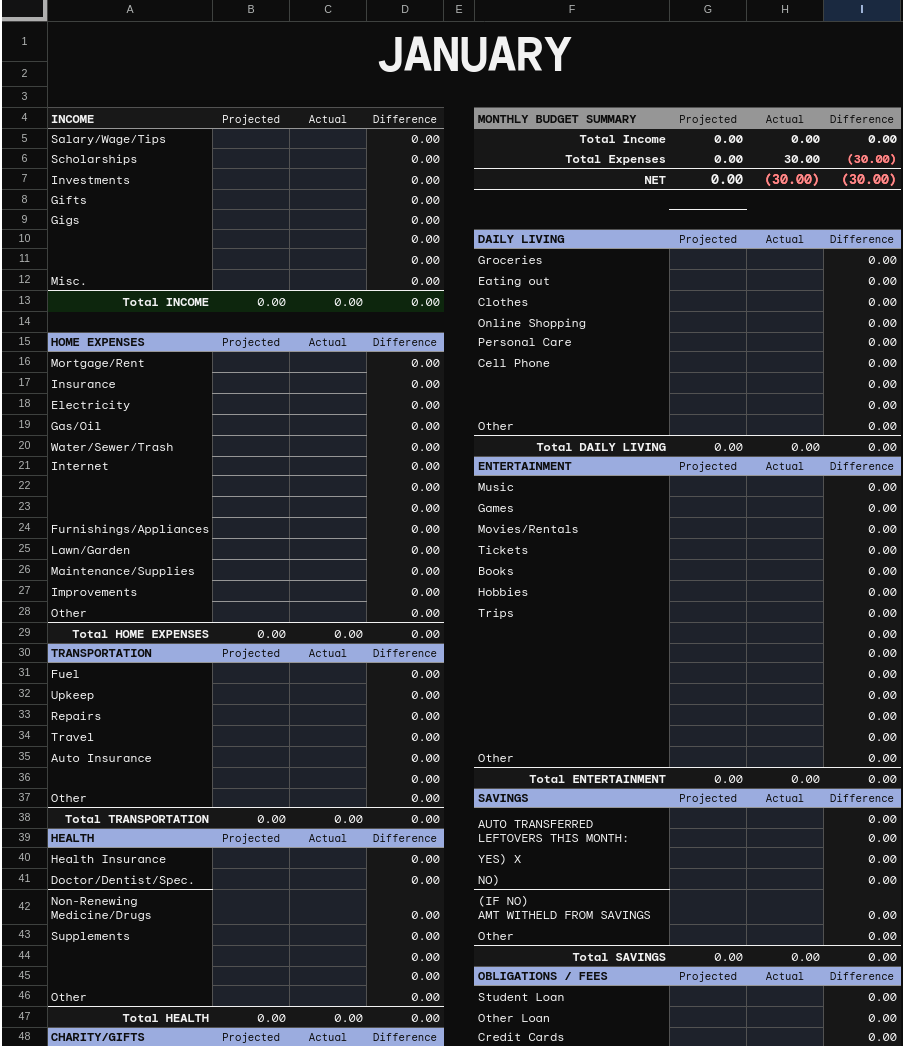 A B C D E F G H I
1 JANUARY
2
3
4 INCOME Projected Actual Difference MONTHLY BUDGET SUMMARY Projected Actual Difference
5 Salary/Wage/Tips 0.00 Total Income 0.00 0.00 0.00
6 Scholarships 0.00 Total Expenses 0.00 30.00 (30.00)
7 Investments 0.00 NET 0.00 (30.00) (30.00)
8 Gifts 0.00
9 Gigs 0.00
10 0.00 DAILY LIVING Projected Actual Difference
11 0.00 Groceries 0.00
12 Misc. 0.00 Eating out 0.00
13 Total INCOME 0.00 0.00 0.00 Clothes 0.00
14 Online Shopping 0.00
15 HOME EXPENSES Projected Actual Difference Personal Care 0.00
16 Mortgage/Rent 0.00 Cell Phone 0.00
17 Insurance 0.00 0.00
18 Electricity 0.00 0.00
19 Gas/Oil 0.00 Other 0.00
20 Water/Sewer/Trash 0.00 Total DAILY LIVING 0.00 0.00 0.00
21 Internet 0.00 ENTERTAINMENT Projected Actual Difference
22 0.00 Music 0.00
23 0.00 Games 0.00
24 Furnishings/Appliances 0.00 Movies/Rentals 0.00
25 Lawn/Garden 0.00 Tickets 0.00
26 Maintenance/Supplies 0.00 Books 0.00
27 Improvements 0.00 Hobbies 0.00
28 Other 0.00 Trips 0.00
29 Total HOME EXPENSES 0.00 0.00 0.00 0.00
30 TRANSPORTATION Projected Actual Difference 0.00
31 Fuel 0.00 0.00
32 Upkeep 0.00 0.00
33 Repairs 0.00 0.00
34 Travel 0.00 0.00
35 Auto Insurance 0.00 Other 0.00
36 0.00 Total ENTERTAINMENT 0.00 0.00 0.00
37 Other 0.00 SAVINGS Projected Actual Difference
38 Total TRANSPORTATION 0.00 0.00 0.00 AUTO TRANSFERRED 0.00
39 HEALTH Projected Actual Difference LEFTOVERS THIS MONTH: 0.00
40 Health Insurance 0.00 YES) X 0.00
41 Doctor/Dentist/Spec. 0.00 NO) 0.00
Non-Renewing (IF NO)
42 Medicine/Drugs 0.00 AMT WITHELD FROM SAVINGS 0.00
43 Supplements 0.00 Other 0.00
44 0.00 Total SAVINGS 0.00 0.00 0.00
45 0.00 OBLIGATIONS / FEES Projected Actual Difference
46 Other 0.00 Student Loan 0.00
47 Total HEALTH 0.00 0.00 0.00 Other Loan 0.00
48 CHARITY/GIFTS Projected Actual Difference Credit Cards 0.00